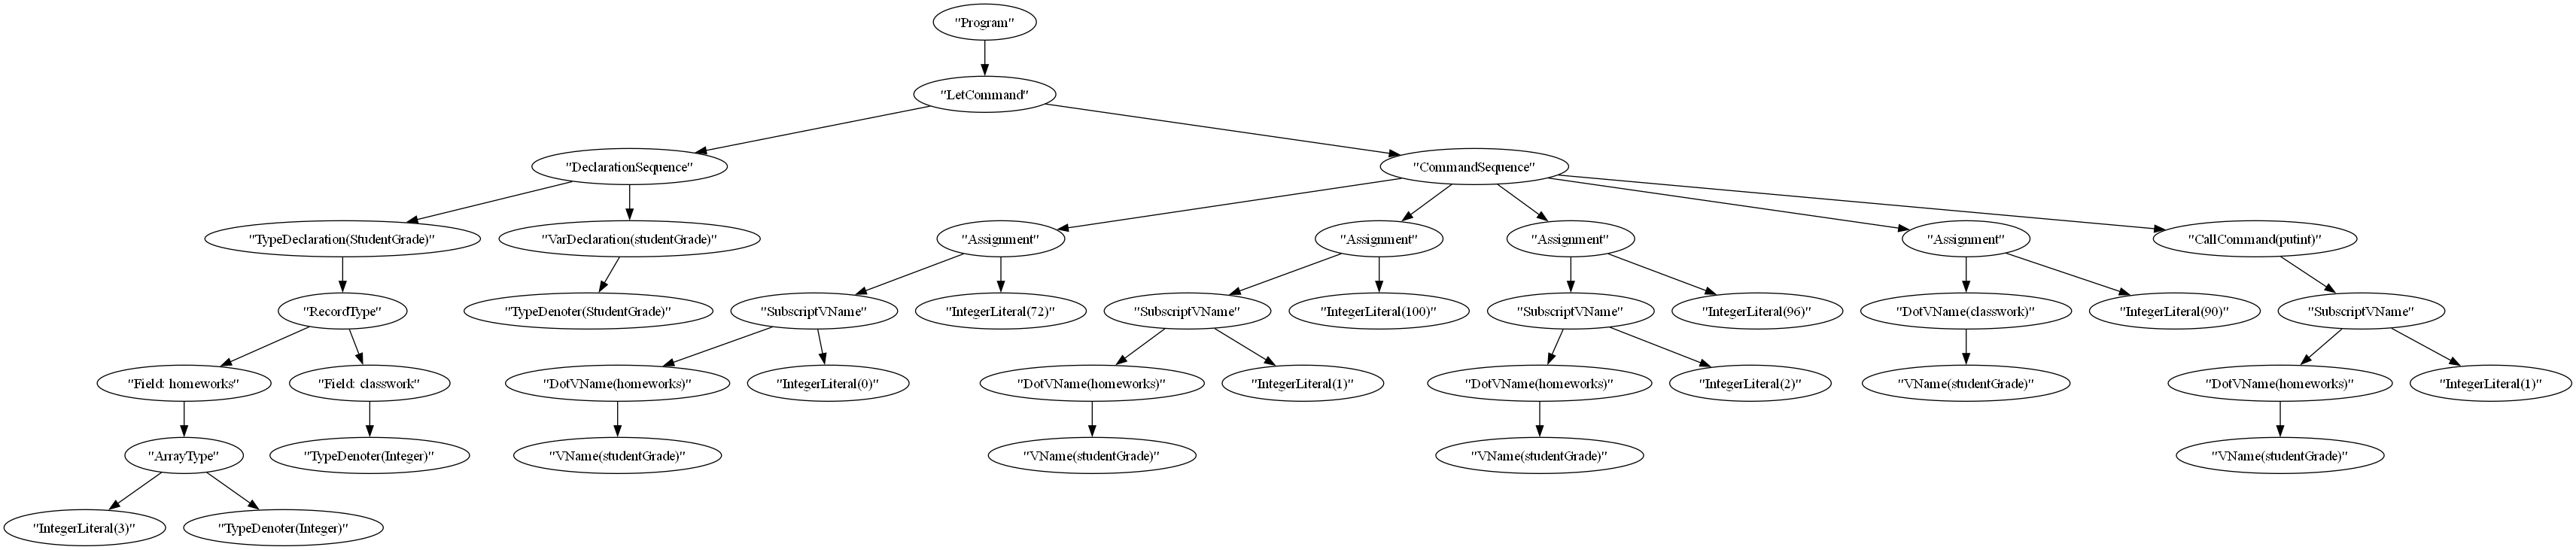 "Program"
"LetCommand"
"DeclarationSequence"
"CommandSequence"
"TypeDeclaration(StudentGrade)"
"VarDeclaration(studentGrade)"
"Assignment"
"Assignment"
"Assignment"
"Assignment"
"CallCommand(putint)"
"RecordType"
"TypeDenoter(StudentGrade)"
"SubscriptVName"
"IntegerLiteral(72)"
"SubscriptVName"
"IntegerLiteral(100)"
"SubscriptVName"
"IntegerLiteral(96)"
"DotVName(classwork)"
"IntegerLiteral(90)"
"SubscriptVName"
"Field: homeworks"
"Field: classwork"
"DotVName(homeworks)"
"IntegerLiteral(0)"
"DotVName(homeworks)"
"IntegerLiteral(1)"
"DotVName(homeworks)"
"IntegerLiteral(2)"
"VName(studentGrade)"
"DotVName(homeworks)"
"IntegerLiteral(1)"
"ArrayType"
"TypeDenoter(Integer)"
"VName(studentGrade)"
"VName(studentGrade)"
"VName(studentGrade)"
"VName(studentGrade)"
"IntegerLiteral(3)"
"TypeDenoter(Integer)"